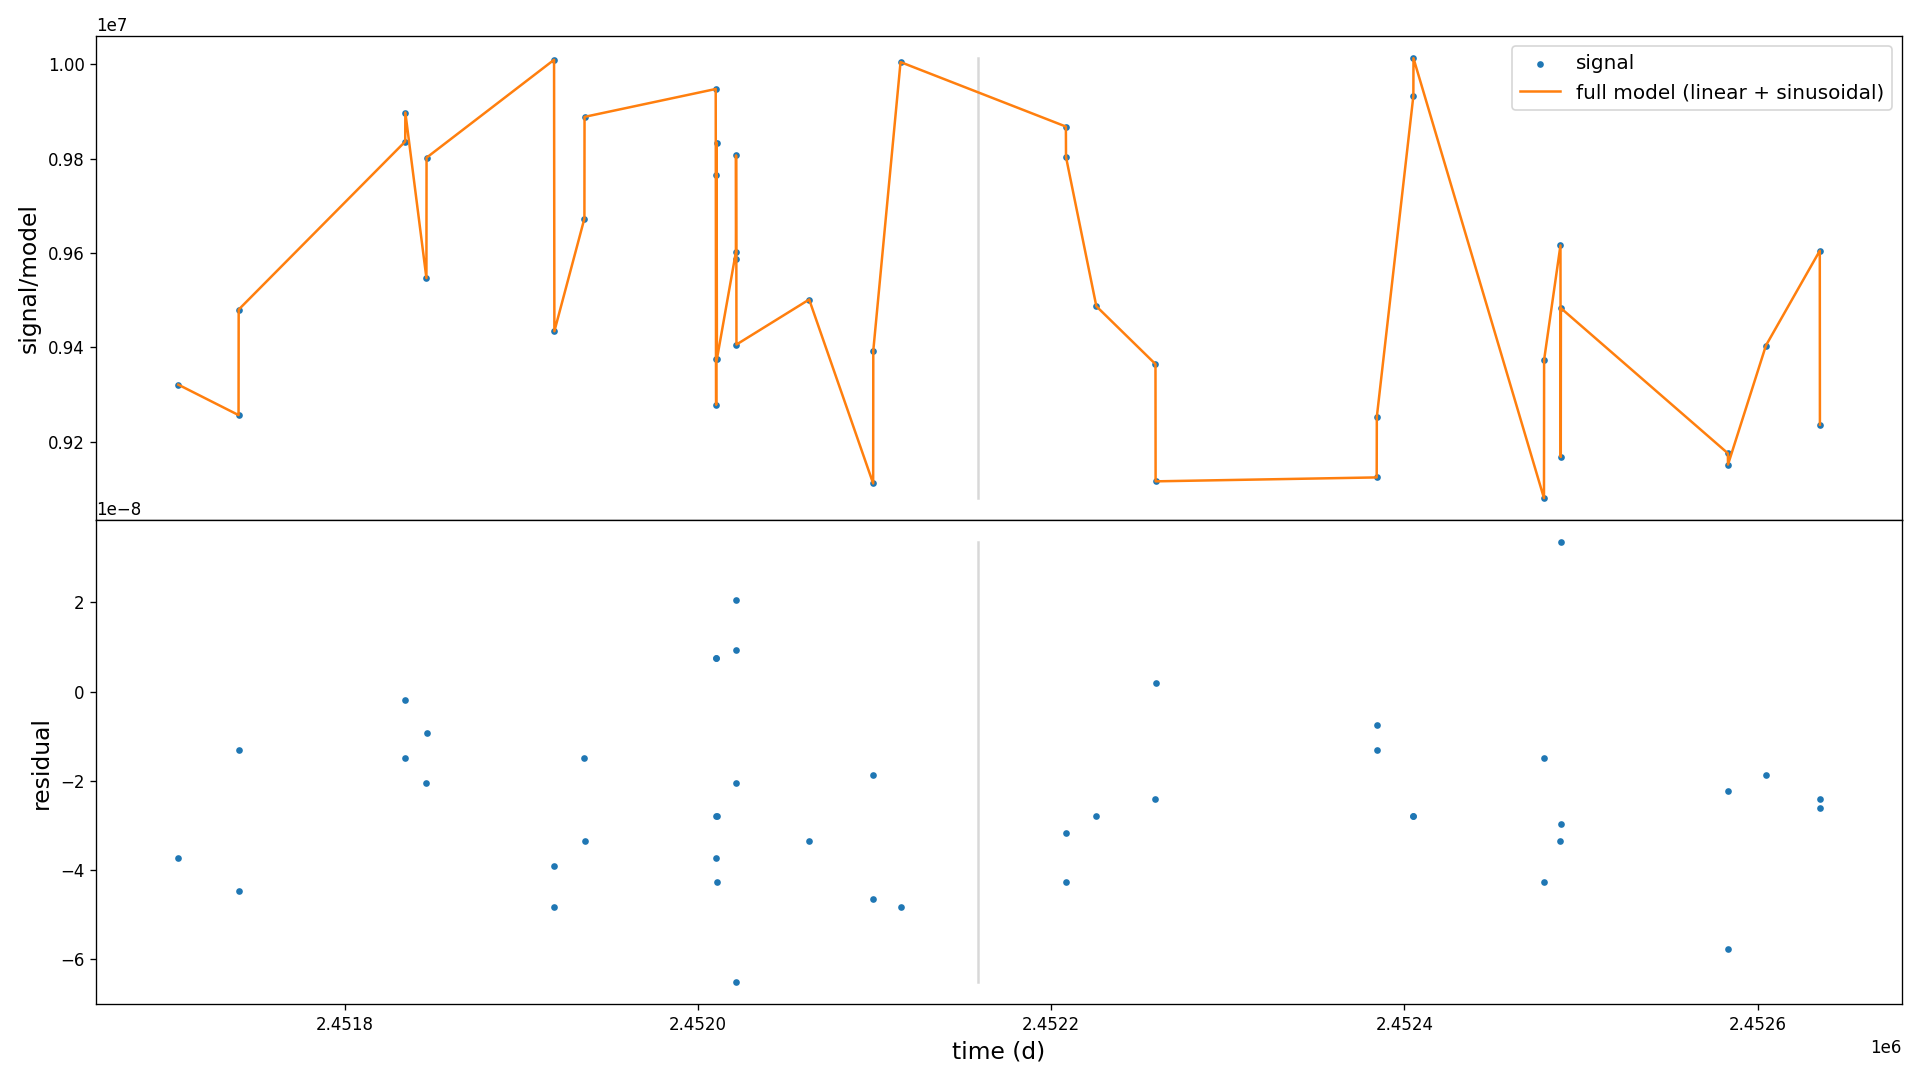 1e7
1.00
0.98
0.96
0.94
0.92
signal/model
signal
full model (linear + sinusoidal)
1e−8
2
0
−2
−4
−6
residual
2.4518
2.4520
2.4522
2.4524
2.4526
time (d)
1e6